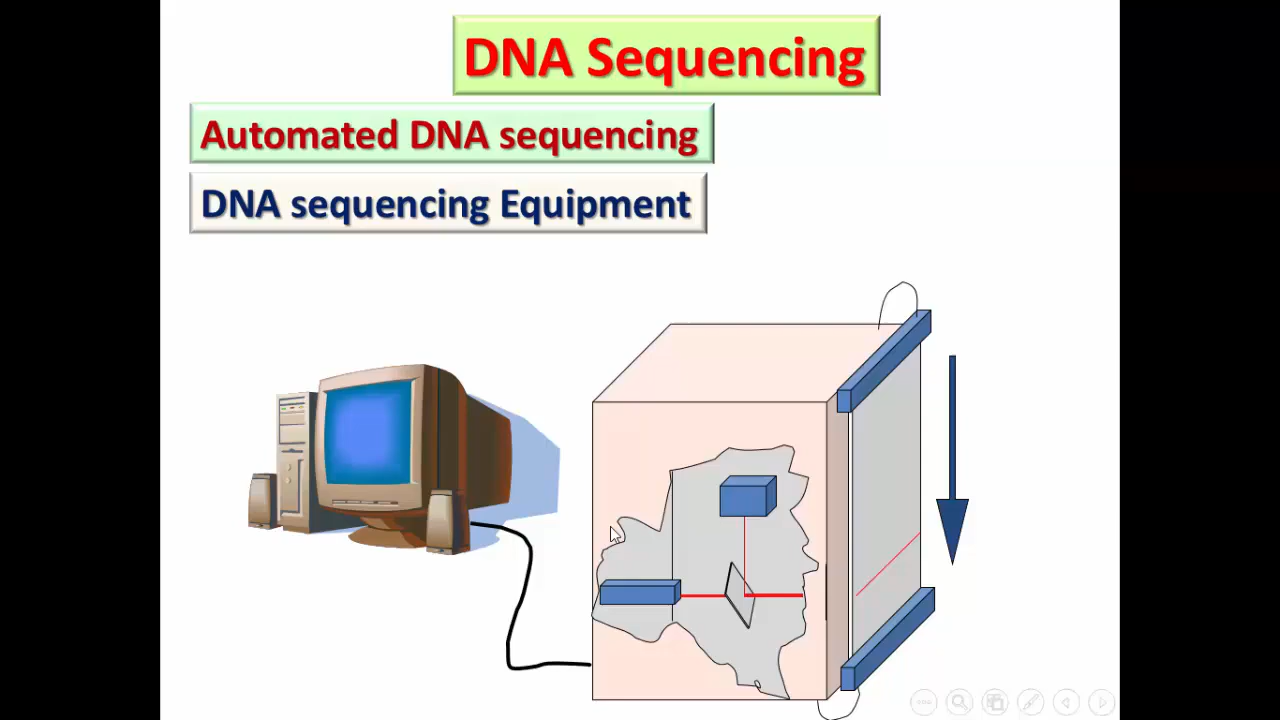 DNA Sequencing
Automated DNA sequencing
DNA sequencing Equipment